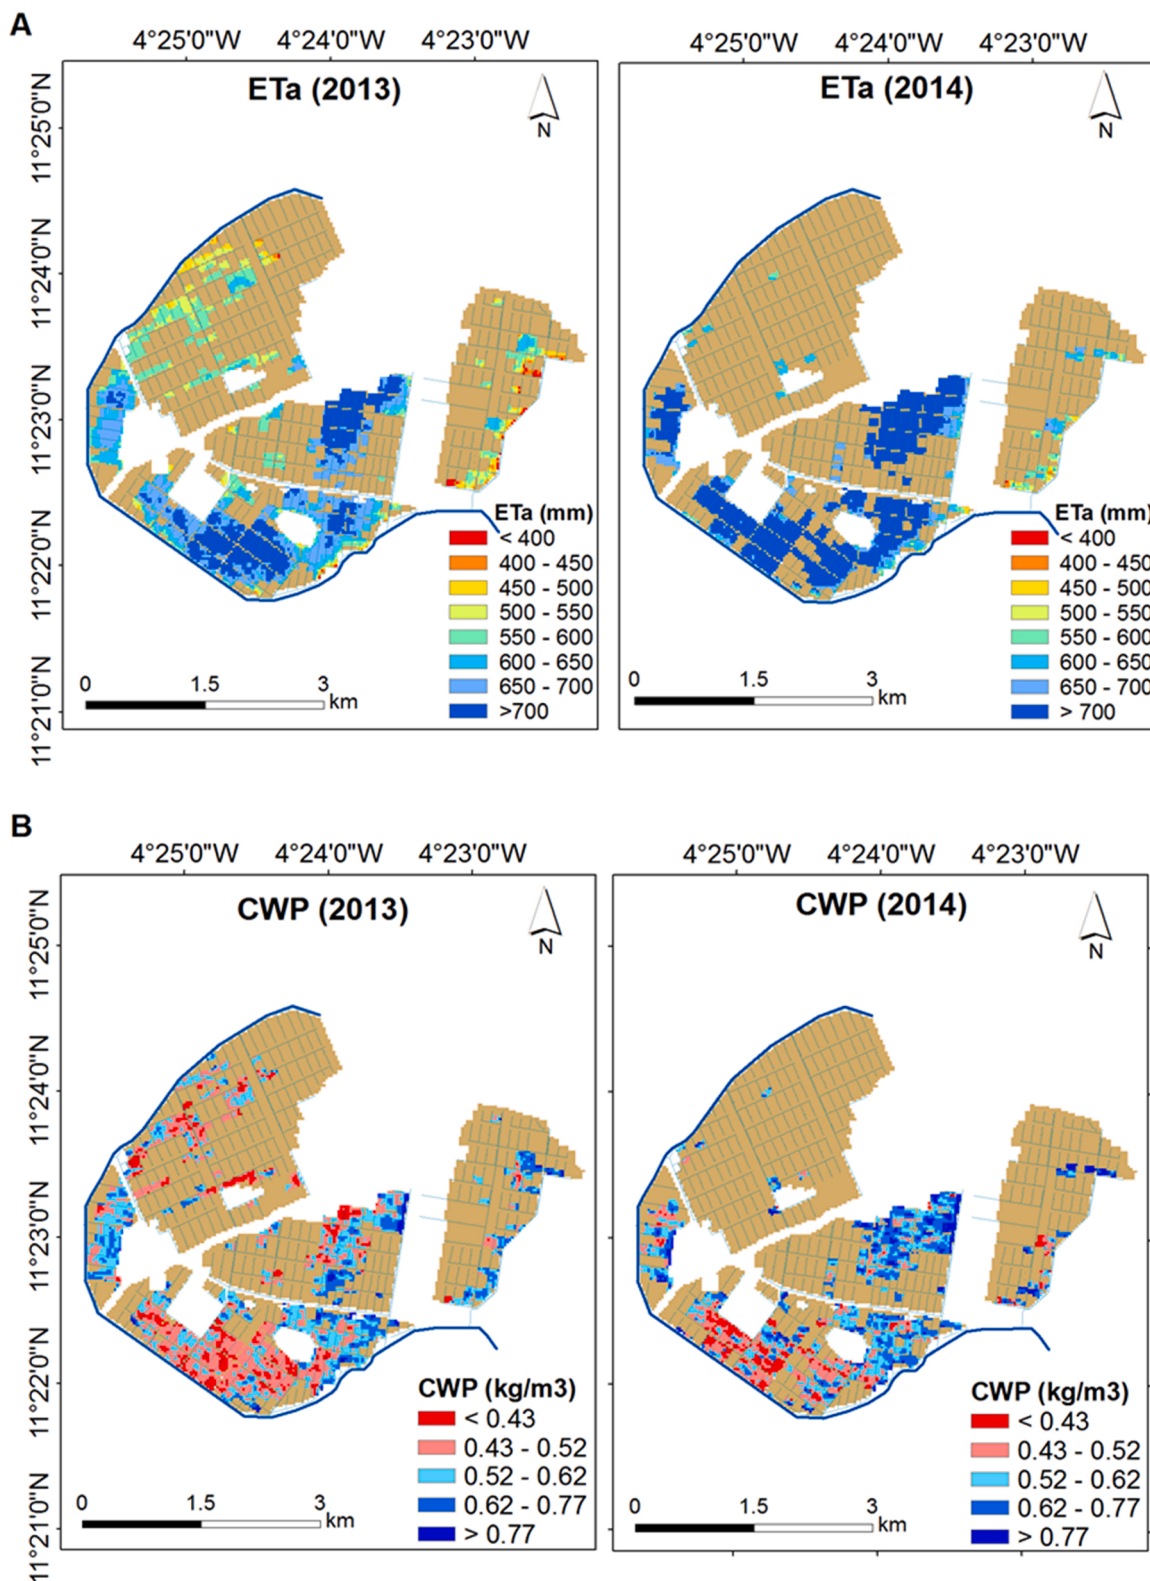 A
4°25'0"W 4°24'0"W 4°23'0"W
4°25'0"W 4°24'0"W 4°23'0"W
ETa (2013)
N
ETa (2014)
N
11°25'0"N
11°24'0"N
11°23'0"N
11°22'0"N
11°21'0"N
ETa (mm)
< 400
400 - 450
450 - 500
500 - 550
550 - 600
600 - 650
650 - 700
>700
0 1.5 3
km
ETa (mm)
< 400
400 - 450
450 - 500
500 - 550
550 - 600
600 - 650
650 - 700
> 700
0 1.5 3
km
B
4°25'0"W 4°24'0"W 4°23'0"W
4°25'0"W 4°24'0"W 4°23'0"W
CWP (2013)
N
CWP (2014)
N
11°25'0"N
11°24'0"N
11°23'0"N
11°22'0"N
11°21'0"N
CWP (kg/m3)
< 0.43
0.43 - 0.52
0.52 - 0.62
0.62 - 0.77
> 0.77
0 1.5 3
km
CWP (kg/m3)
< 0.43
0.43 - 0.52
0.52 - 0.62
0.62 - 0.77
> 0.77
0 1.5 3
km